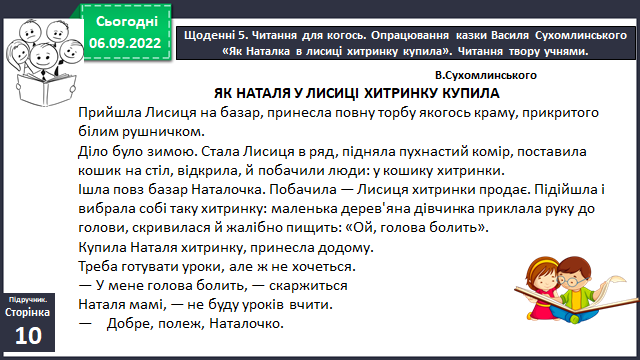 Сьогодні
06.09.2022
Щоденні 5. Читання для когось. Опрацювання казки Василя Сухомлинського
«Як Наталка в лисиці хитринку купила». Читання твору учнями.
В.Сухомлинського
ЯК НАТАЛЯ У ЛИСИЦІ ХИТРИНКУ КУПИЛА
Прийшла Лисиця на базар, принесла повну торбу якогось краму, прикритого
білим рушничком.
Діло було зимою. Стала Лисиця в ряд, підняла пухнастий комір, поставила
кошик на стіл, відкрила, й побачили люди: у кошику хитринки.
Ішла повз базар Наталочка. Побачила — Лисиця хитринки продає. Підійшла і
вибрала собі таку хитринку: маленька дерев'яна дівчинка приклала руку до
голови, скривилася й жалібно пищить: «Ой, голова болить».
Купила Наталя хитринку, принесла додому.
Треба готувати уроки, але ж не хочеться.
— У мене голова болить, — скаржиться
Наталя мамі, — не буду уроків вчити.
— Добре, полеж, Наталочко.
Підручник.
Сторінка
10